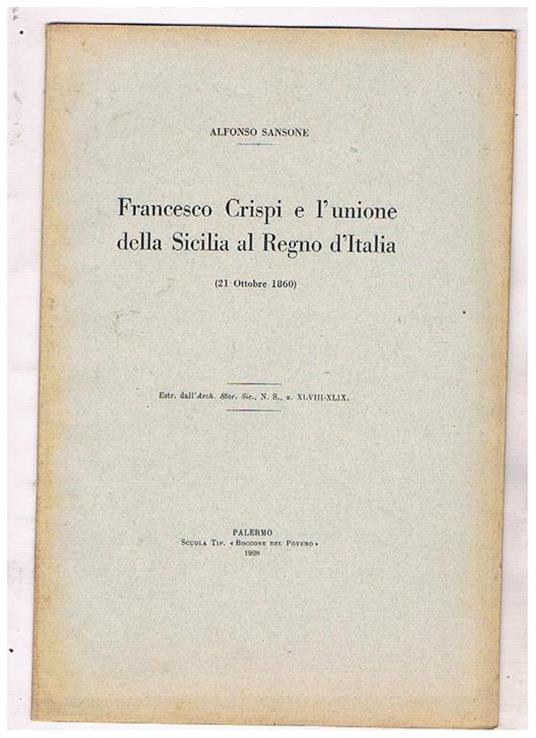 ALFONSO SANSONE
Francesco Crispi e l'unione
della Sicilia al Regno d'Italia
(21 Ottobre 1860)
Estr. dall'Arch. Stor. Sic., N. S., a. XLVIII-XLIX.
PALERMO
SCUOLA TIP. «BOCCONE DEL POVERO»
1928